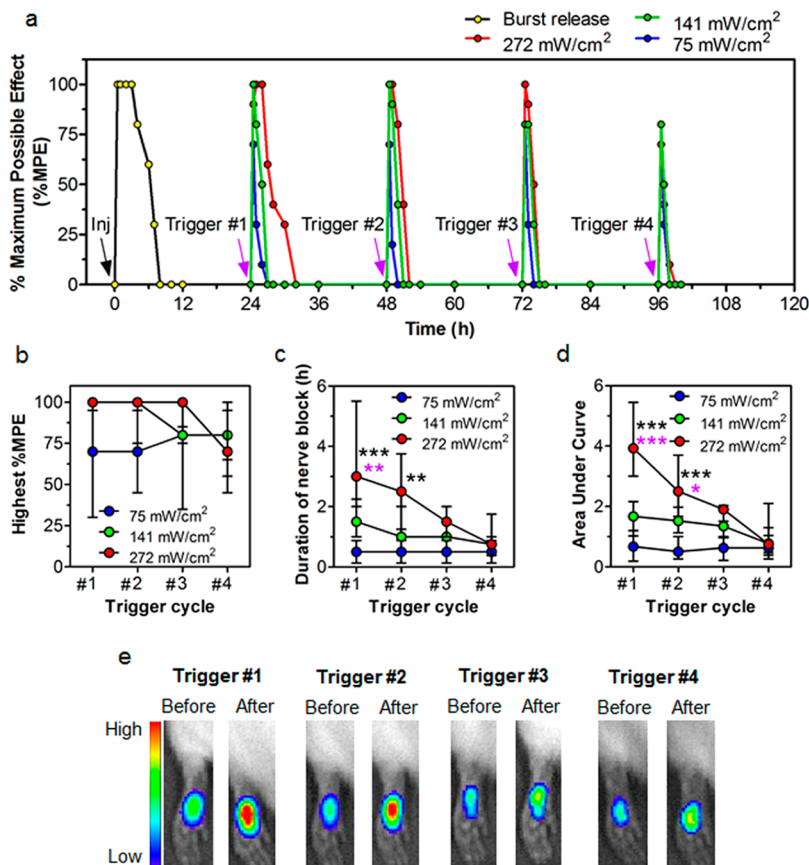 a
Burst release
141 mW/cm²
272 mW/cm²
75 mW/cm²
% Maximum Possible Effect
(%MPE)
100
75
50
25
0
Inj
Trigger #1
Trigger #2
Trigger #3
Trigger #4
0 12 24 36 48 60 72 84 96 108 120
Time (h)
b
Highest %MPE
100
75
50
25
0
75 mW/cm²
141 mW/cm²
272 mW/cm²
#1 #2 #3 #4
Trigger cycle
c
Duration of nerve block (h)
6
4
2
0
75 mW/cm²
141 mW/cm²
272 mW/cm²
***
**
**
#1 #2 #3 #4
Trigger cycle
d
Area Under Curve
6
4
2
0
75 mW/cm²
141 mW/cm²
272 mW/cm²
***
***
***
*
#1 #2 #3 #4
Trigger cycle
e
Trigger #1 Trigger #2 Trigger #3 Trigger #4
Before After Before After Before After Before After
High
Low